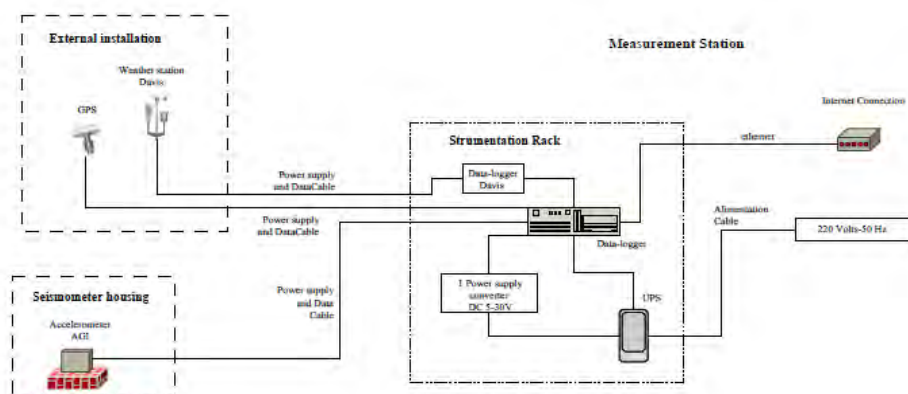 External installation
Measurement Station
Weather station
Davis
GPS
Internet Connection
Strumentation Rack
ethernet
Power supply
and DataCable
Data-logger
Davis
Power supply
and DataCable
Alimentation
Cable
220 Volts-50 Hz
Data-logger
Seismometer housing
Power supply
and Data
Cable
1 Power supply
converter
DC 5-30V
UPS
Accelerometer
AGI